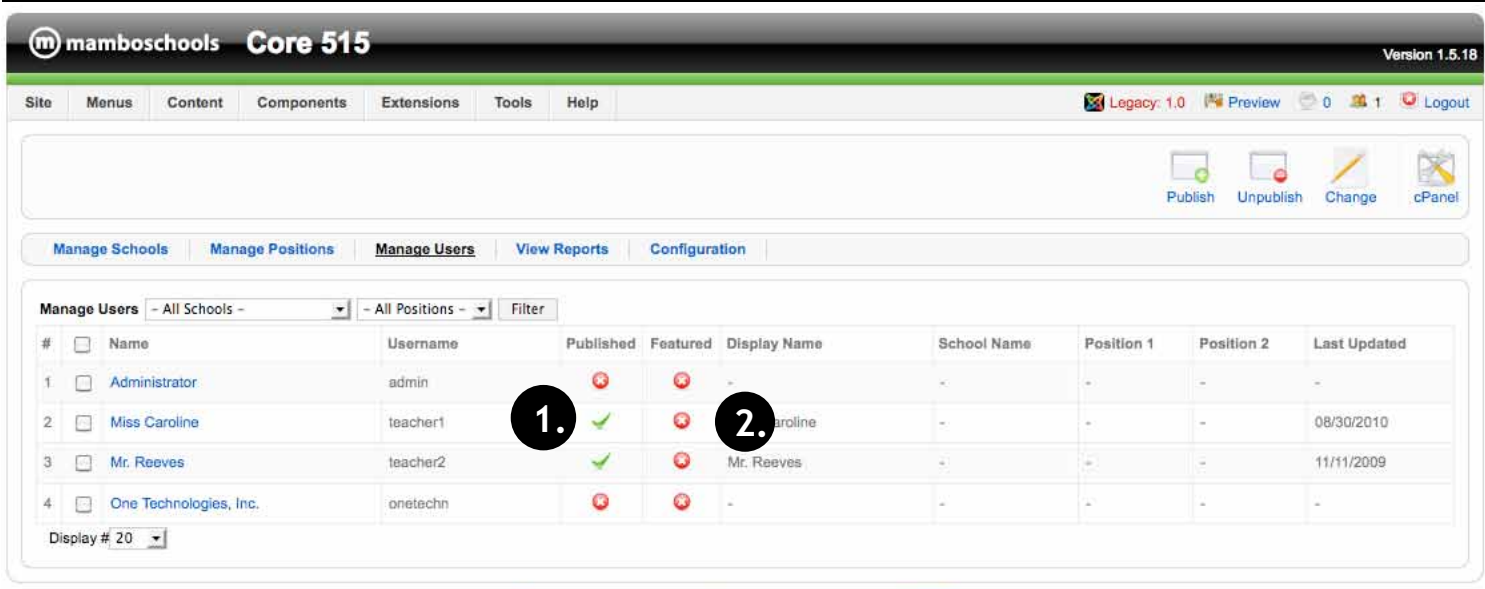 m mamboschools Core 515
Version 1.5.18
Site Menus Content Components Extensions Tools Help Legacy: 1.0 Preview 0 1 Logout
Publish Unpublish Change cPanel
Manage Schools Manage Positions Manage Users View Reports Configuration
Manage Users - All Schools - - All Positions - Filter
# Name Username Published Featured Display Name School Name Position 1 Position 2 Last Updated
1 Administrator admin - - - - -
2 Miss Caroline teacher1 1. 2. aroline - - - 08/30/2010
3 Mr. Reeves teacher2 Mr. Reeves - - - 11/11/2009
4 One Technologies, Inc. onetechn - - - - -
Display # 20